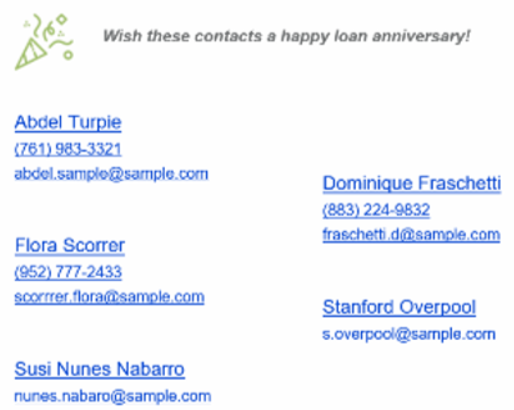 Wish these contacts a happy loan anniversary!
Abdel Turpie
(761) 983-3321
abdel.sample@sample.com
Flora Scorrer
(952) 777-2433
scorrrer.flora@sample.com
Susi Nunes Nabarro
nunes.nabaro@sample.com
Dominique Fraschetti
(883) 224-9832
fraschetti.d@sample.com
Stanford Overpool
s.overpool@sample.com